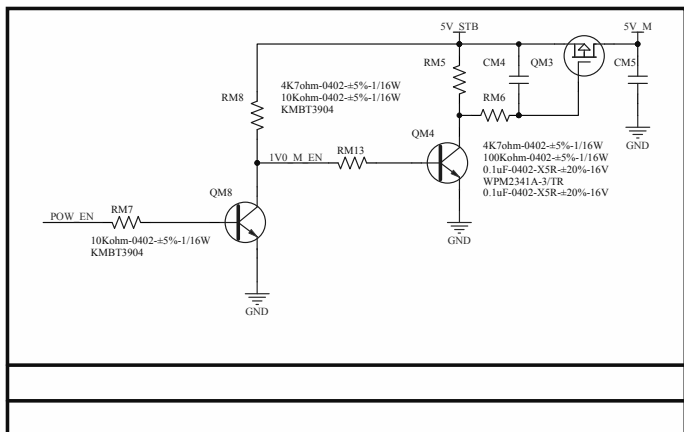 5V_STB
5V_M
RM5
CM4
QM3
CM5
RM8
4K7ohm-0402-±5%-1/16W
10Kohm-0402-±5%-1/16W
KMBT3904
RM6
GND
QM4
1V0_M_EN
RM13
4K7ohm-0402-±5%-1/16W
100Kohm-0402-±5%-1/16W
0.1uF-0402-X5R-±20%-16V
WPM2341A-3/TR
0.1uF-0402-X5R-±20%-16V
QM8
POW_EN
RM7
10Kohm-0402-±5%-1/16W
KMBT3904
GND
GND